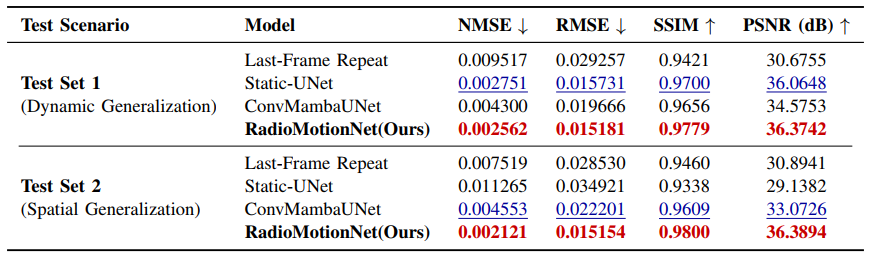 Test Scenario Model NMSE ↓ RMSE ↓ SSIM ↑ PSNR (dB) ↑
Last-Frame Repeat 0.009517 0.029257 0.9421 30.6755
Test Set 1 Static-UNet 0.002751 0.015731 0.9700 36.0648
(Dynamic Generalization) ConvMambaUNet 0.004300 0.019666 0.9656 34.5753
RadioMotionNet(Ours) 0.002562 0.015181 0.9779 36.3742
Last-Frame Repeat 0.007519 0.028530 0.9460 30.8941
Test Set 2 Static-UNet 0.011265 0.034921 0.9338 29.1382
(Spatial Generalization) ConvMambaUNet 0.004553 0.022201 0.9609 33.0726
RadioMotionNet(Ours) 0.002121 0.015154 0.9800 36.3894